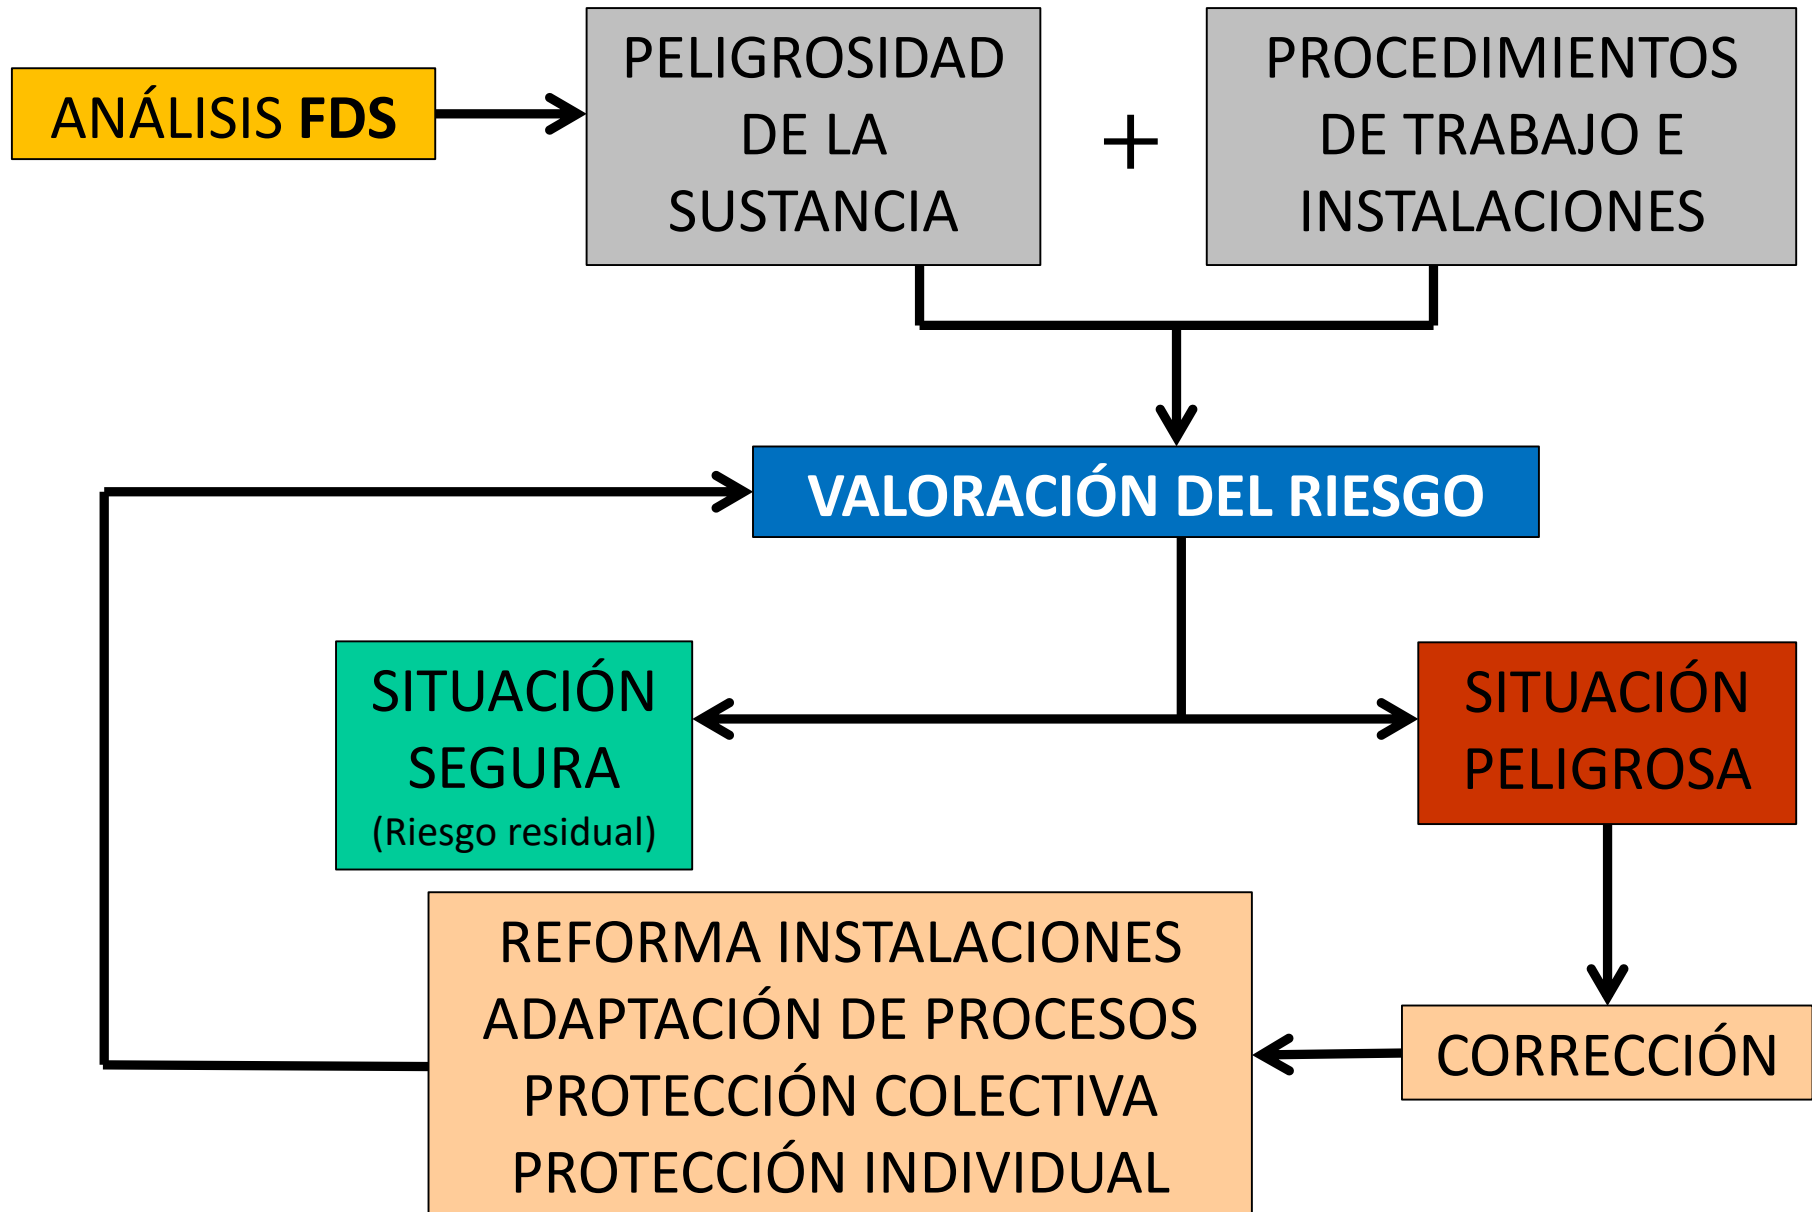 ANÁLISIS FDS
PELIGROSIDAD
DE LA
SUSTANCIA
+
PROCEDIMIENTOS
DE TRABAJO E
INSTALACIONES
VALORACIÓN DEL RIESGO
SITUACIÓN
SEGURA
(Riesgo residual)
SITUACIÓN
PELIGROSA
CORRECCIÓN
REFORMA INSTALACIONES
ADAPTACIÓN DE PROCESOS
PROTECCIÓN COLECTIVA
PROTECCIÓN INDIVIDUAL